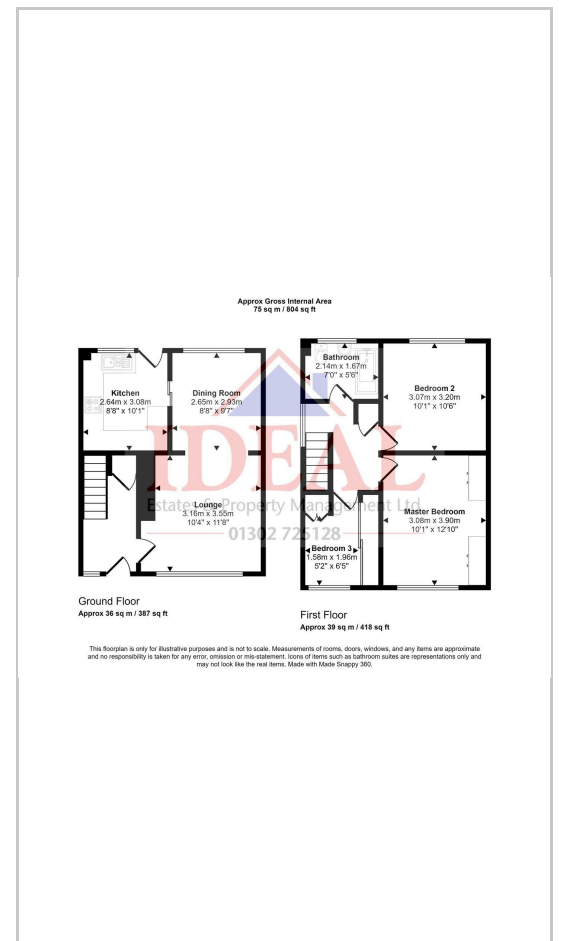 Approx Gross Internal Area
75 sq m / 804 sq ft
Kitchen
2.64m x 3.08m
8'8" x 10'1"
Dining Room
2.65m x 2.93m
8'8" x 9'7"
Lounge
3.16m x 3.55m
10'4" x 11'8"
Ground Floor
Approx 36 sq m / 387 sq ft
Bathroom
2.14m x 1.67m
7'0" x 5'6"
Bedroom 2
3.07m x 3.20m
10'1" x 10'6"
Master Bedroom
3.08m x 3.90m
10'1" x 12'10"
Bedroom 3
1.58m x 1.96m
5'2" x 6'5"
First Floor
Approx 39 sq m / 418 sq ft
IDEAL
Estates & Property Management Ltd
01302 725128
This floorplan is only for illustrative purposes and is not to scale. Measurements of rooms, doors, windows, and any items are approximate
and no responsibility is taken for any error, omission or mis-statement. Icons of items such as bathroom suites are representations only and
may not look like the real items. Made with Made Snappy 360.